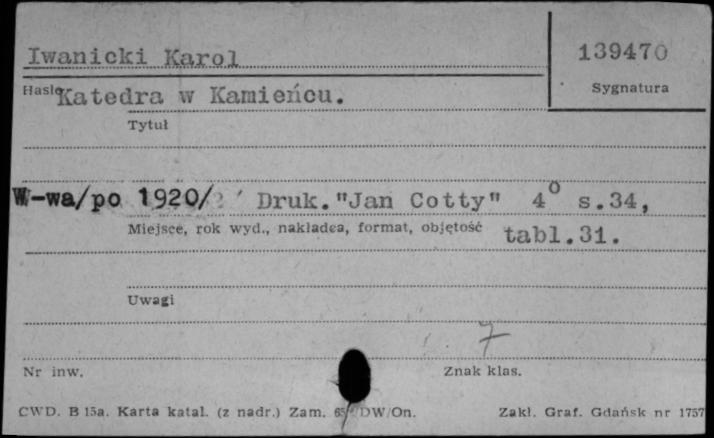 Iwanicki Karol
139470
Hasło
Sygnatura
Katedra w Kamieńcu.
Tytuł
W-wa/po 1920/ Druk."Jan Cotty" 4° s.34,
Miejsce, rok wyd., nakładca, format, objętość
tabl.31.
Uwagi
7
Nr inw.
Znak klas.
CWD. B 15a. Karta katal. (z nadr.) Zam. DW/On.
Zakł. Graf. Gdańsk nr 1757